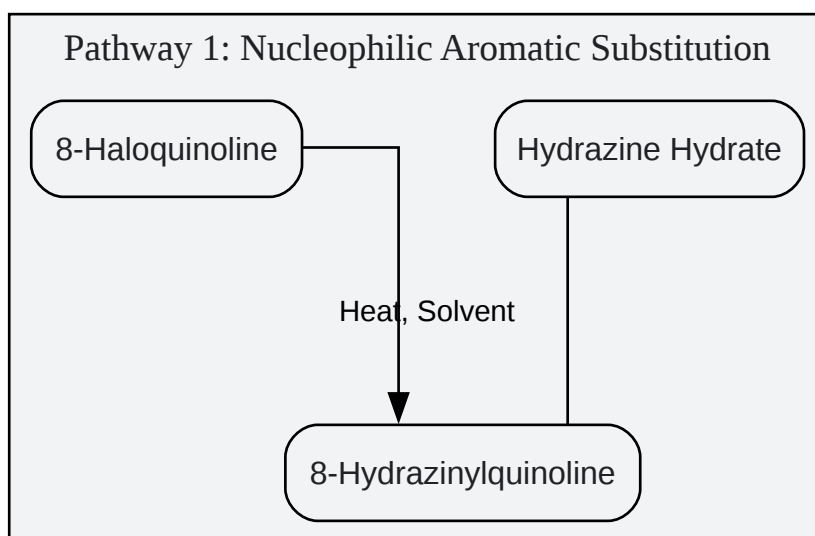 Pathway 1: Nucleophilic Aromatic Substitution
8-Haloquinoline
Hydrazine Hydrate
Heat, Solvent
8-Hydrazinylquinoline